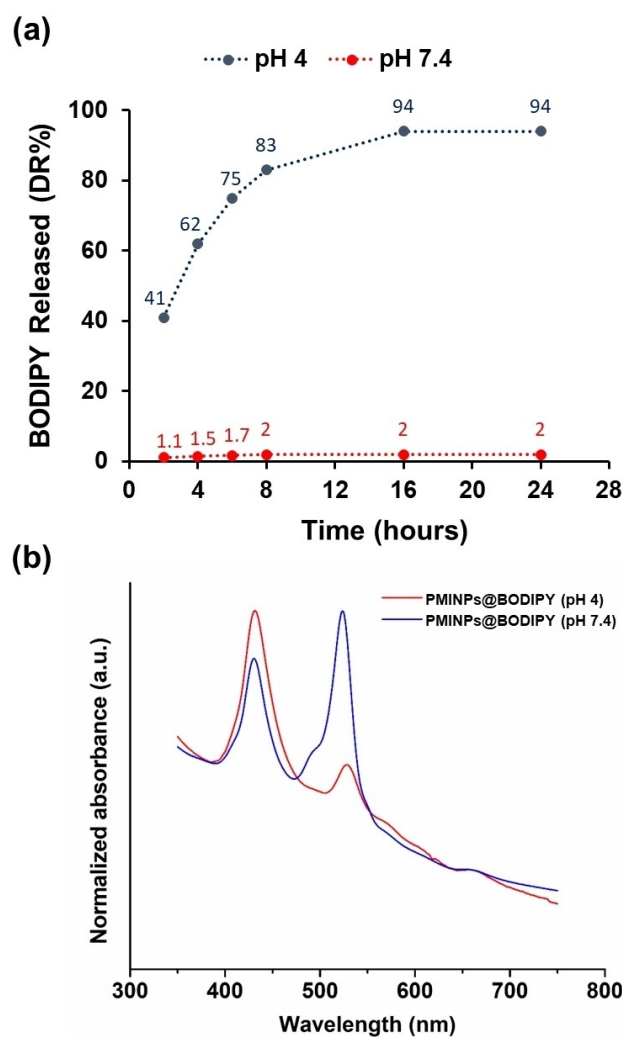 (a)
pH 4 pH 7.4
BODIPY Released (DR%)
100
80
60
40
20
0
41
62
75
83
94
94
1.1
1.5
1.7
2
2
2
0 4 8 12 16 20 24 28
Time (hours)
(b)
PMINPs@BODIPY (pH 4)
PMINPs@BODIPY (pH 7.4)
Normalized absorbance (a.u.)
300 400 500 600 700 800
Wavelength (nm)